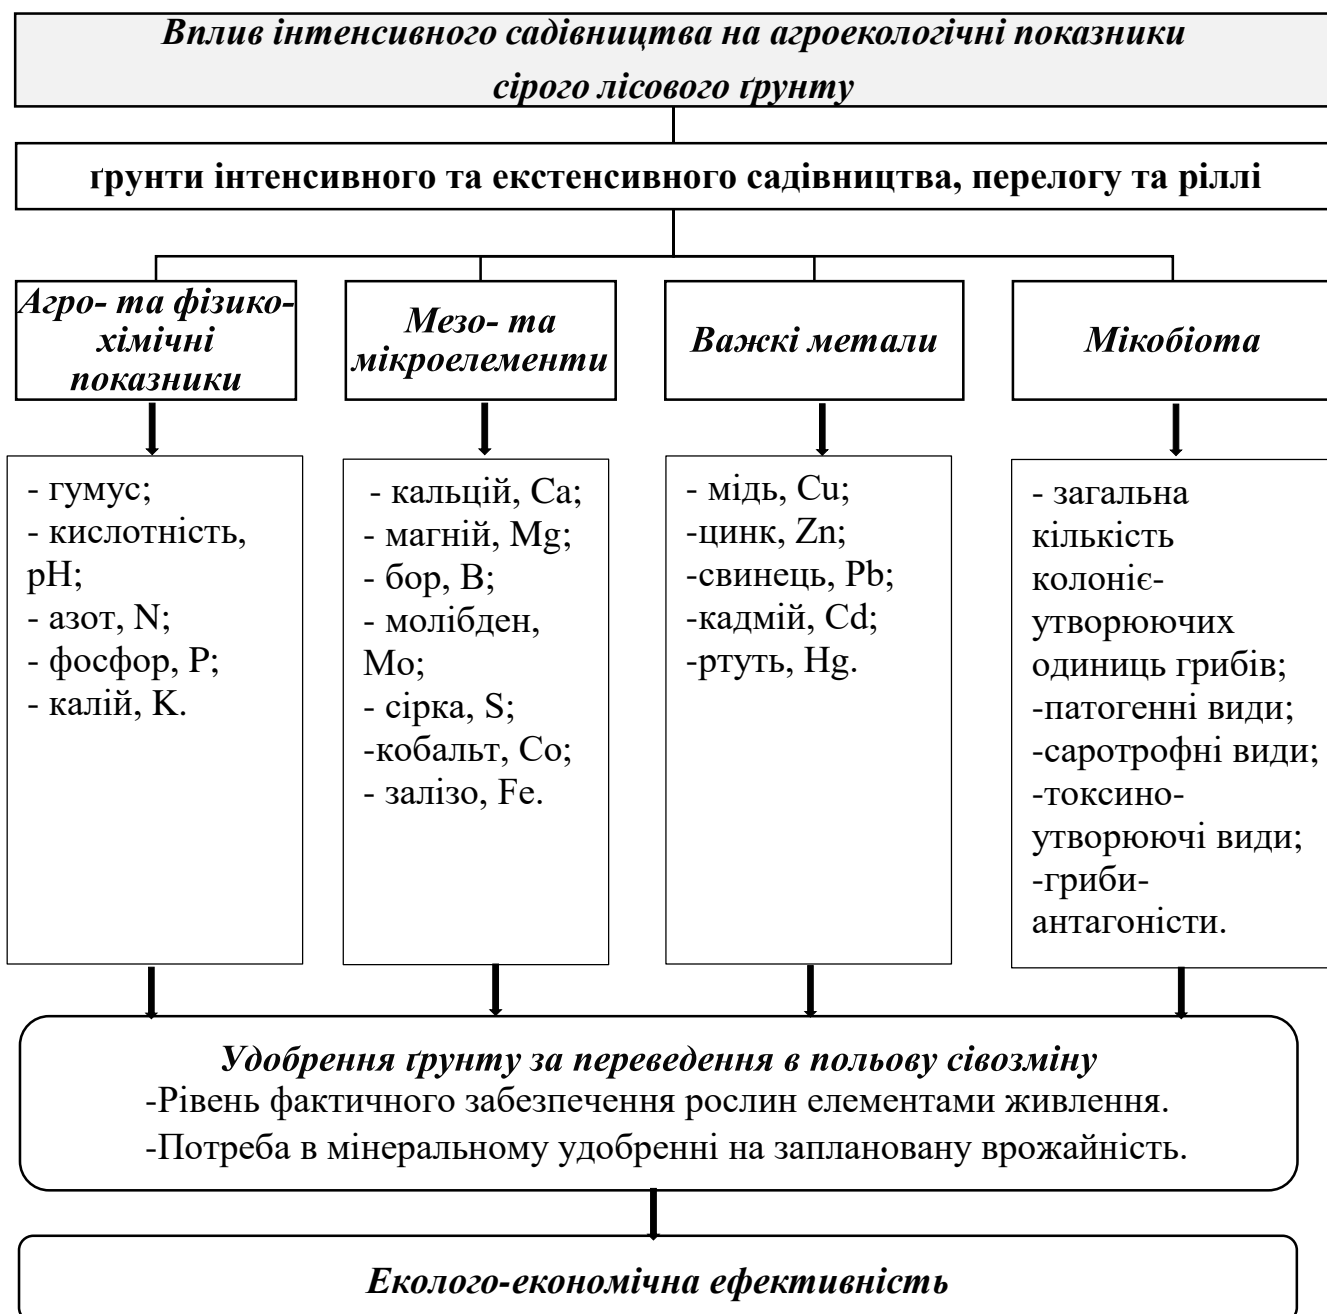 Вплив інтенсивного садівництва на агроекологічні показники
сірого лісового ґрунту
ґрунти інтенсивного та екстенсивного садівництва, перелогу та ріллі
Агро- та фізико-
хімічні
показники
Мезо- та
мікроелементи
Важкі метали
Мікобіота
- гумус;
- кислотність,
pH;
- азот, N;
- фосфор, P;
- калій, K.
- кальцій, Ca;
- магній, Mg;
- бор, B;
- молібден,
Mo;
- сірка, S;
-кобальт, Co;
- залізо, Fe.
- мідь, Cu;
-цинк, Zn;
-свинець, Pb;
-кадмій, Cd;
-ртуть, Hg.
- загальна
кількість
колоніє-
утворюючих
одиниць грибів;
-патогенні види;
-саротрофні види;
-токсино-
утворюючі види;
-гриби-
антагоністи.
Удобрення ґрунту за переведення в польову сівозміну
-Рівень фактичного забезпечення рослин елементами живлення.
-Потреба в мінеральному удобренні на заплановану врожайність.
Еколого-економічна ефективність